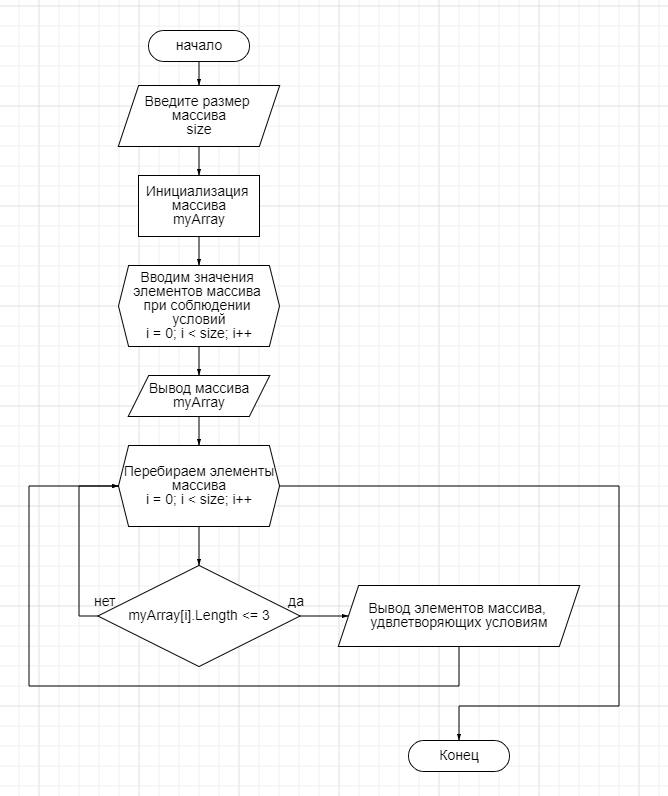 начало
Введите размер
массива
size
Инициализация
массива
myArray
Вводим значения
элементов массива
при соблюдении
условий
i = 0; i < size; i++
Вывод массива
myArray
Перебираем элементы
массива
i = 0; i < size; i++
нет
myArray[i].Length <= 3
да
Вывод элементов массива,
удвлетворяющих условиям
Конец